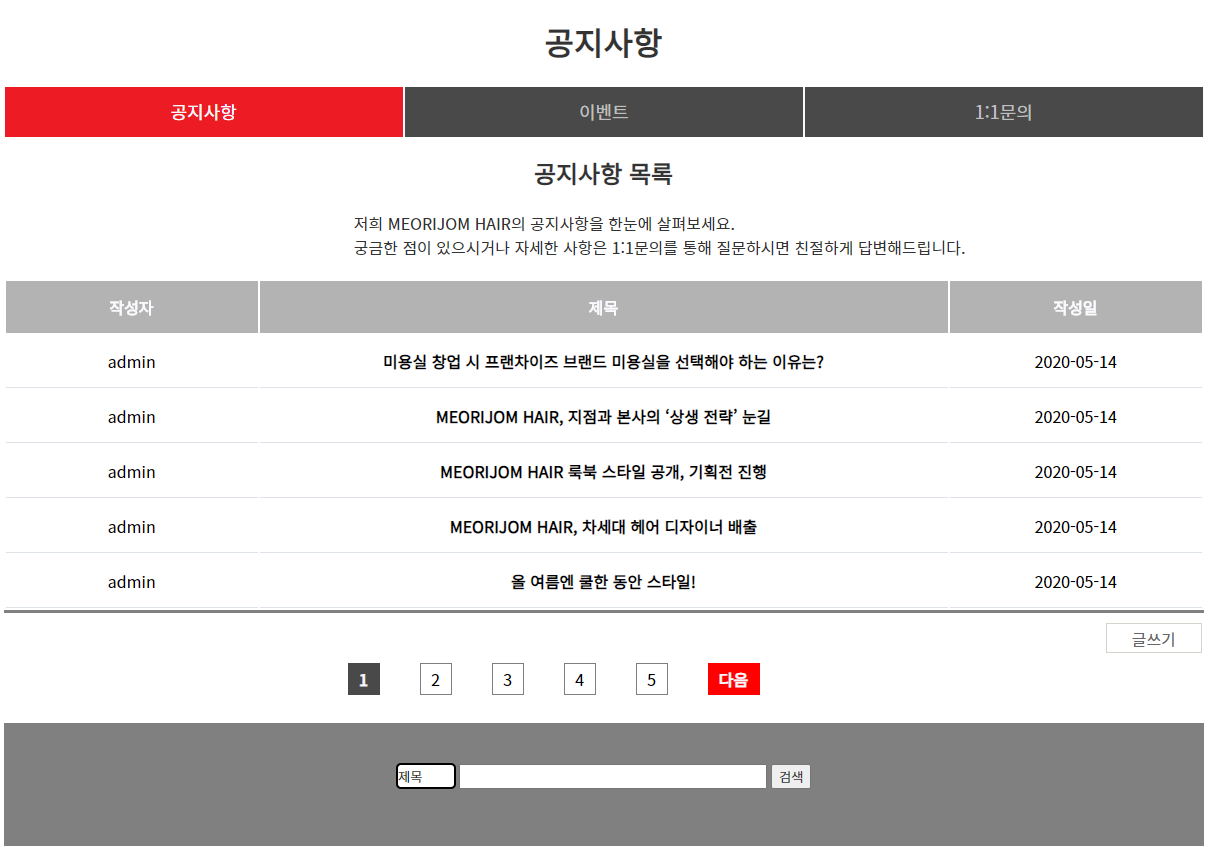 공지사항
공지사항 이벤트 1:1문의
공지사항 목록
저희 MEORIJOM HAIR의 공지사항을 한눈에 살펴보세요.
궁금한 점이 있으시거나 자세한 사항은 1:1문의를 통해 질문하시면 친절하게 답변해드립니다.
작성자 제목 작성일
admin 미용실 창업 시 프랜차이즈 브랜드 미용실을 선택해야 하는 이유는? 2020-05-14
admin MEORIJOM HAIR, 지점과 본사의 ‘상생 전략’ 눈길 2020-05-14
admin MEORIJOM HAIR 룩북 스타일 공개, 기획전 진행 2020-05-14
admin MEORIJOM HAIR, 차세대 헤어 디자이너 배출 2020-05-14
admin 올 여름엔 쿨한 동안 스타일! 2020-05-14
글쓰기
1 2 3 4 5 다음
제목 검색